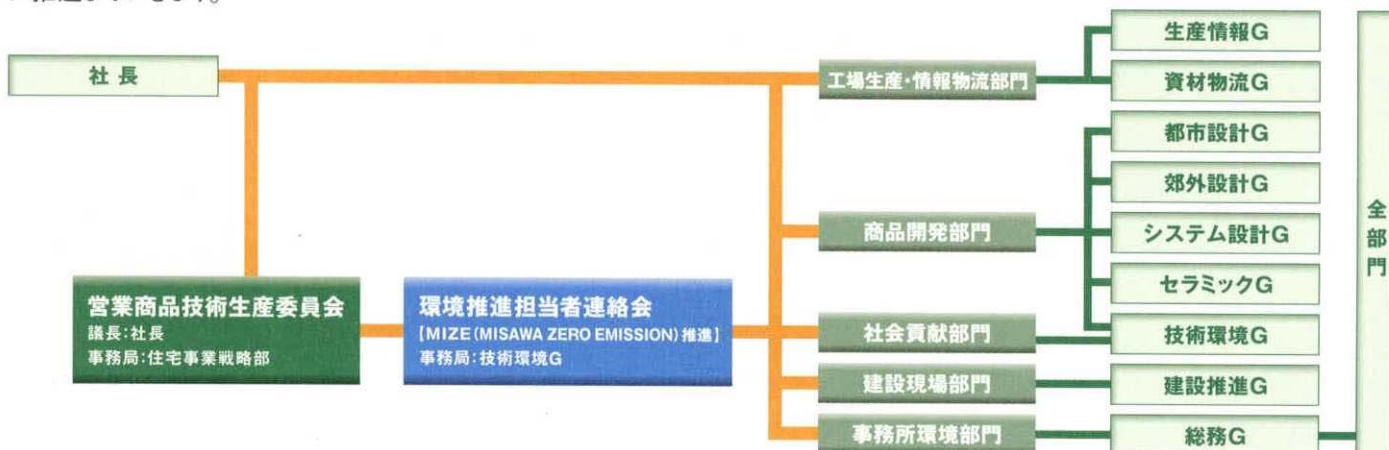 推進しています。
社長
営業商品技術生産委員会
議長:社長
事務局:住宅事業戦略部
環境推進担当者連絡会
【MIZE(MISAWA ZERO EMISSION)推進】
事務局:技術環境G
工場生産・情報物流部門
商品開発部門
社会貢献部門
建設現場部門
事務所環境部門
生産情報G
資材物流G
都市設計G
郊外設計G
システム設計G
セラミックG
技術環境G
建設推進G
総務G
全部門